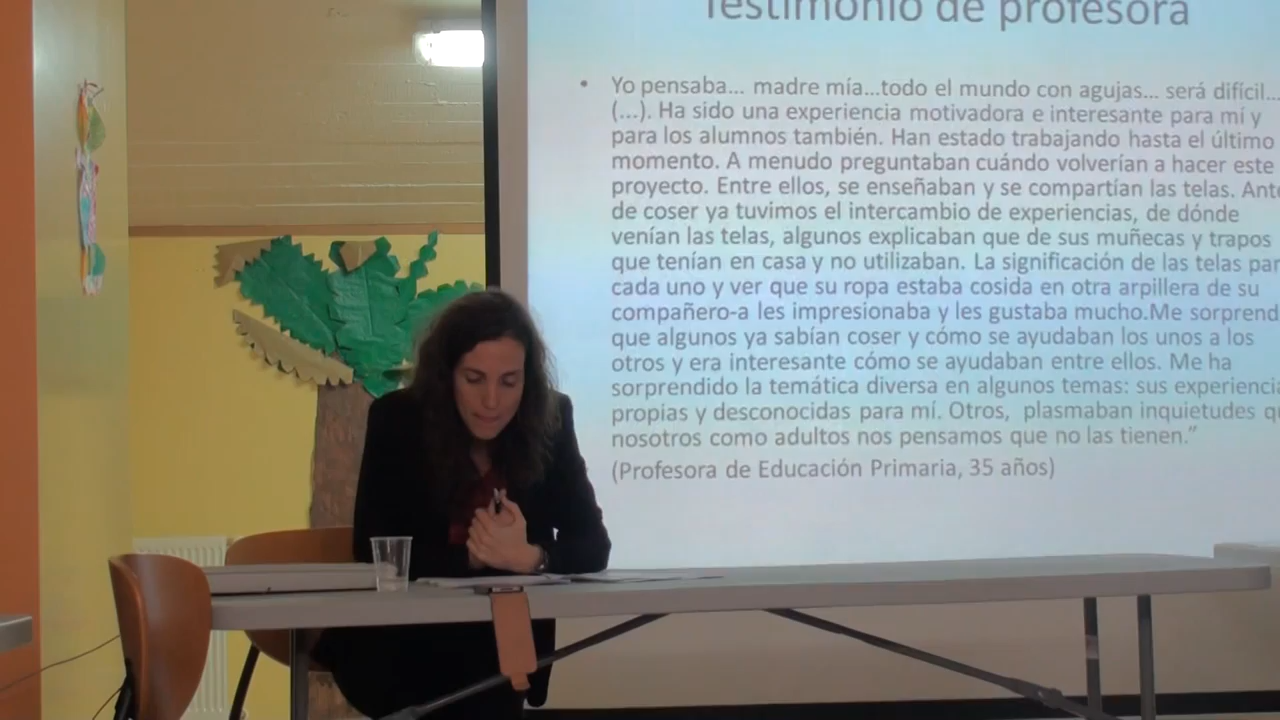 Testimonio de profesora
• Yo pensaba... madre mía...todo el mundo con agujas... será difícil...
(...). Ha sido una experiencia motivadora e interesante para mí y
para los alumnos también. Han estado trabajando hasta el último
momento. A menudo preguntaban cuándo volverían a hacer este
proyecto. Entre ellos, se enseñaban y se compartían las telas. Ant
de coser ya tuvimos el intercambio de experiencias, de dónde
venían las telas, algunos explicaban que de sus muñecas y trapos
que tenían en casa y no utilizaban. La significación de las telas par
cada uno y ver que su ropa estaba cosida en otra arpillera de su
compañero-a les impresionaba y les gustaba mucho.Me sorprend
que algunos ya sabían coser y cómo se ayudaban los unos a los
otros y era interesante cómo se ayudaban entre ellos. Me ha
sorprendido la temática diversa en algunos temas: sus experienci
propias y desconocidas para mí. Otros, plasmaban inquietudes q
nosotros como adultos nos pensamos que no las tienen.”
(Profesora de Educación Primaria, 35 años)